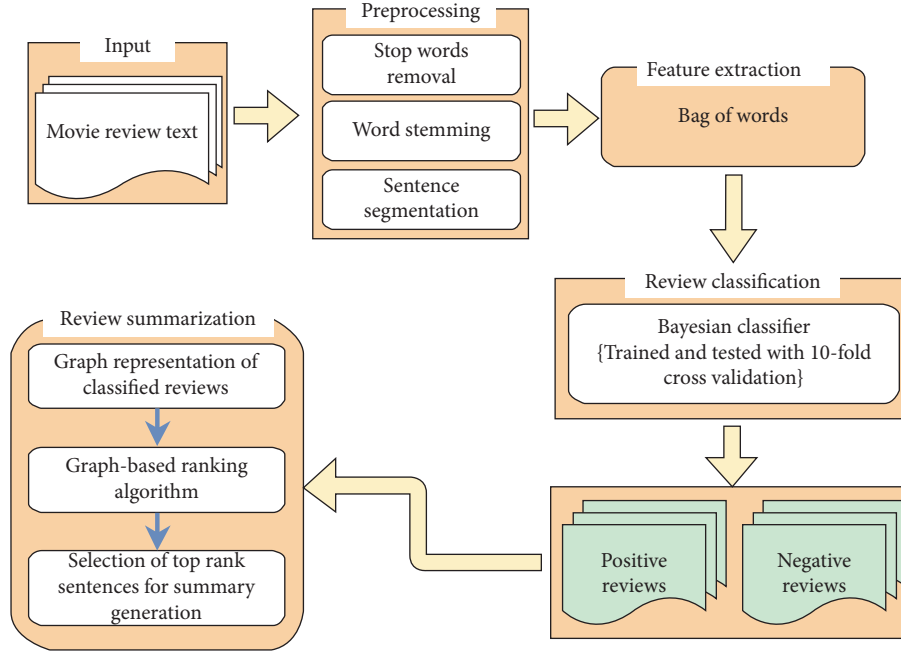 Input
Movie review text
Preprocessing
Stop words
removal
Word stemming
Sentence
segmentation
Feature extraction
Bag of words
Review classification
Bayesian classifier
{Trained and tested with 10-fold
cross validation}
Positive
reviews
Negative
reviews
Review summarization
Graph representation of
classified reviews
Graph-based ranking
algorithm
Selection of top rank
sentences for summary
generation